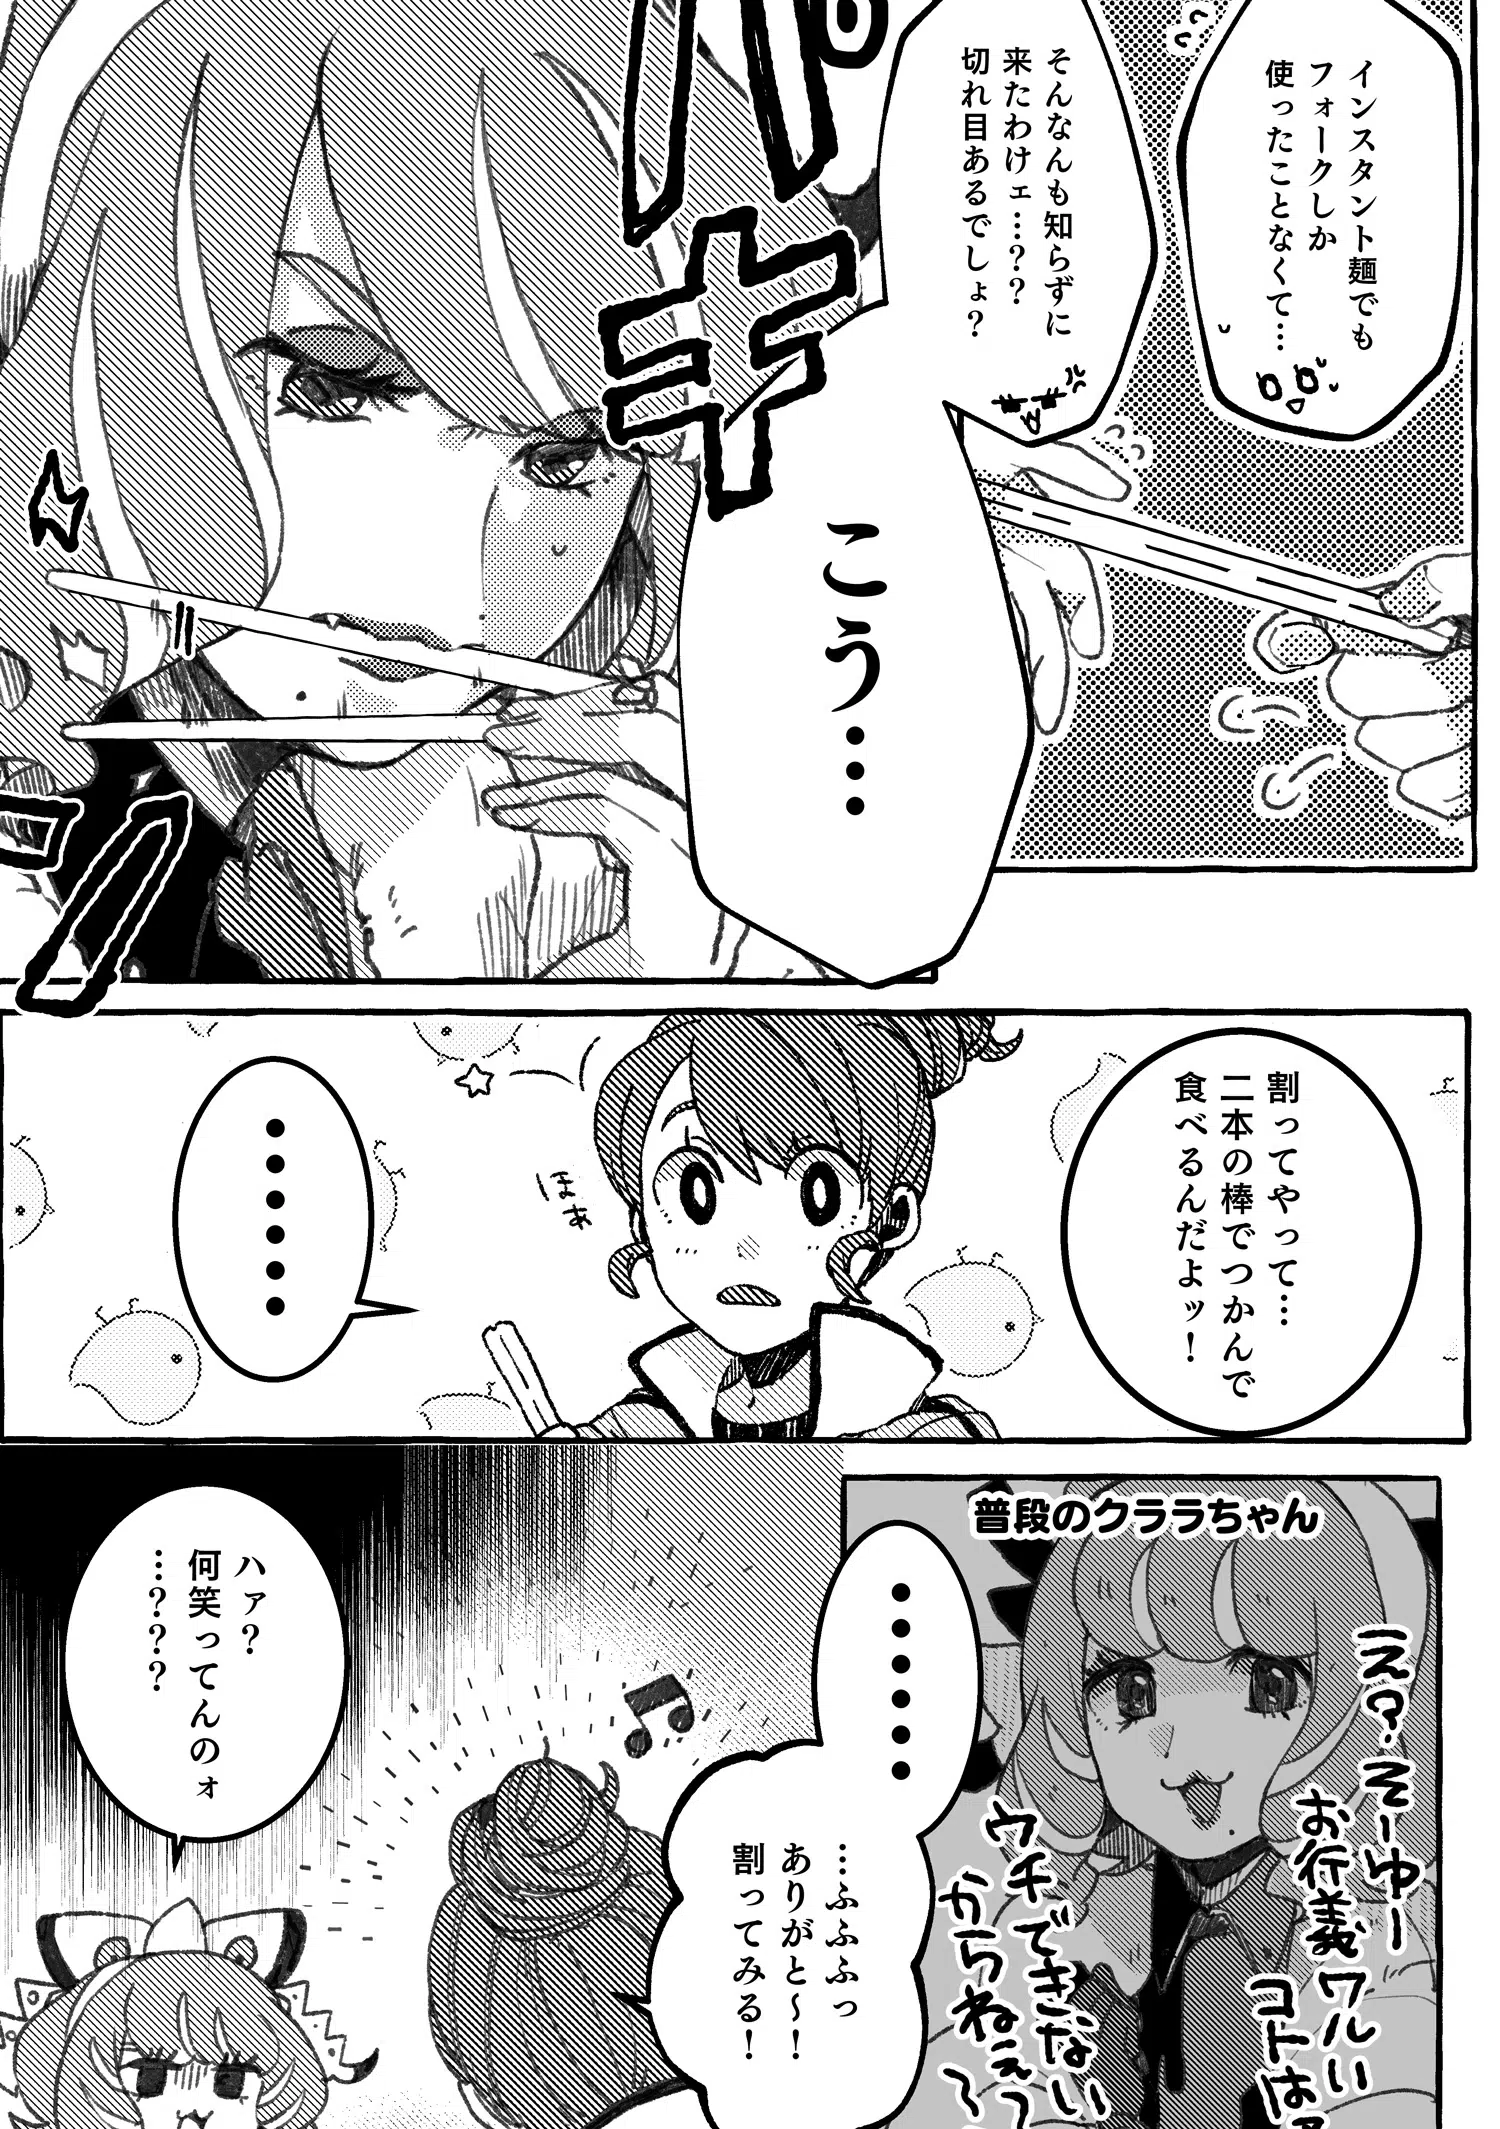 インスタント麺でも
フォークしか
使ったことなくて…
そんなんも知らずに
来たわけェ…??
切れ目あるでしょ?
こう…
パキッ
割ってやって…
二本の棒でつかんで
食べるんだよッ!
ほぁ
・・・・・・
普段のクララちゃん
え?そーゆー
お行義ワルい
コトは
ウチできない
からねぇ?
〜
・・・・・・
…ふふふっ
ありがと〜!
割ってみる!
ハァ?
何笑ってんのォ
…???